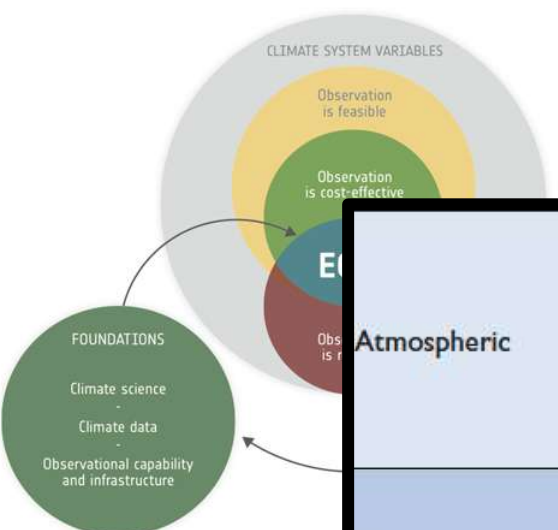 CLIMATE SYSTEM VARIABLES
Observation
is feasible
Observation
is cost-effective
Atmospheric
FOUNDATIONS
Climate science
-
Climate data
-
Observational capability
and infrastructure